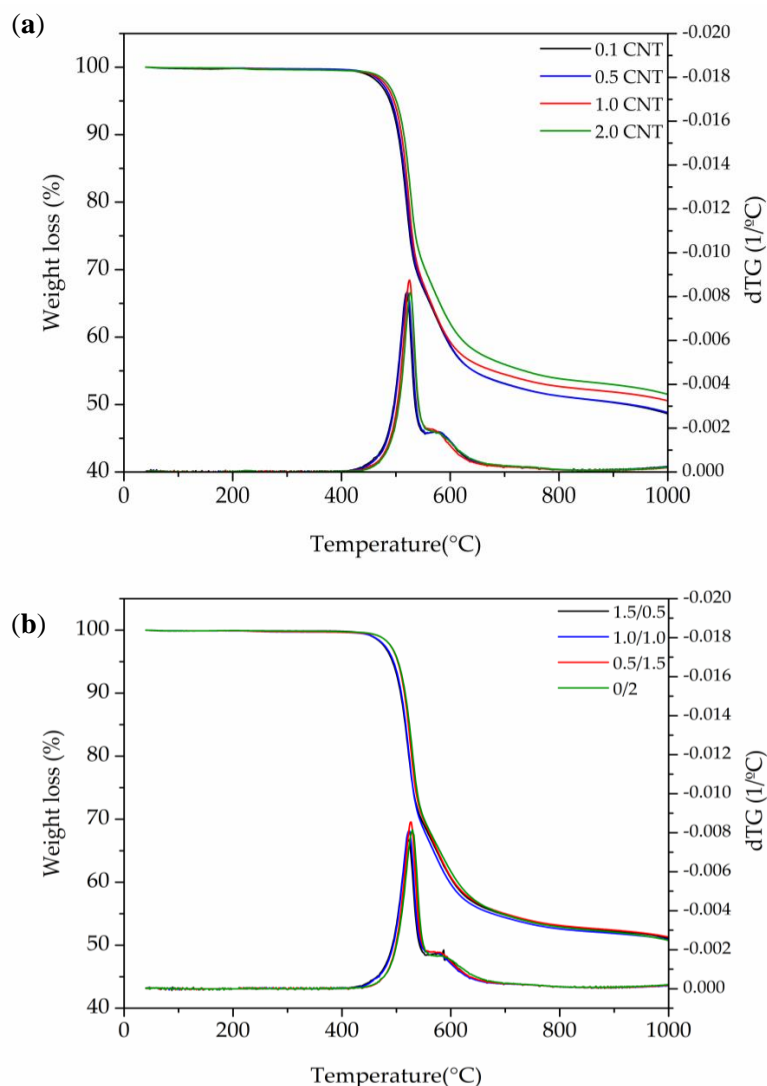 (a)
0.1 CNT
0.5 CNT
1.0 CNT
2.0 CNT
100
90
80
70
60
50
40
Weight loss (%)
-0.020
-0.018
-0.016
-0.014
-0.012
-0.010
-0.008
-0.006
-0.004
-0.002
0.000
dTG (1/ºC)
0 200 400 600 800 1000
Temperature(°C)
(b)
1.5/0.5
1.0/1.0
0.5/1.5
0/2
100
90
80
70
60
50
40
Weight loss (%)
-0.020
-0.018
-0.016
-0.014
-0.012
-0.010
-0.008
-0.006
-0.004
-0.002
0.000
dTG (1/ºC)
0 200 400 600 800 1000
Temperature(°C)